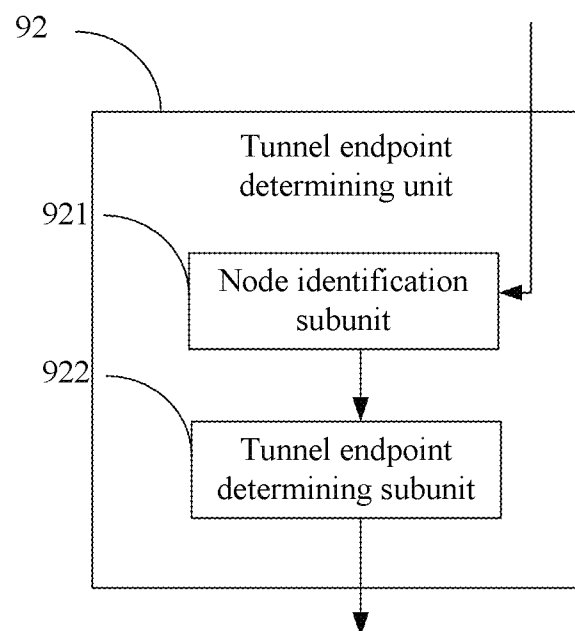 92
Tunnel endpoint
determining unit
921
Node identification
subunit
922
Tunnel endpoint
determining subunit